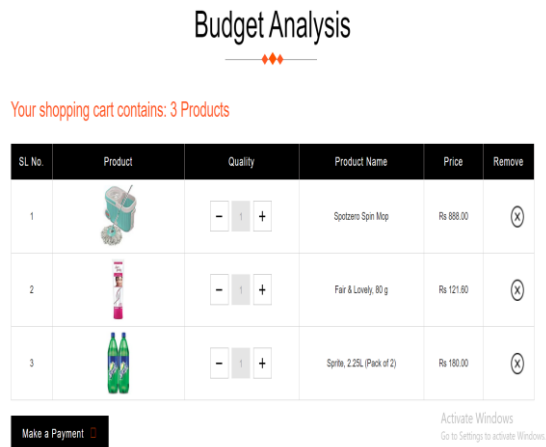 Budget Analysis
Your shopping cart contains: 3 Products
SL No. Product Quality Product Name Price Remove
1 − 1 + Spotzero Spin Mop Rs 888.00 X
2 − 1 + Fair & Lovely, 80 g Rs 121.60 X
3 − 1 + Sprite, 2.25L (Pack of 2) Rs 180.00 X
Make a Payment
Activate Windows
Go to Settings to activate Windows.